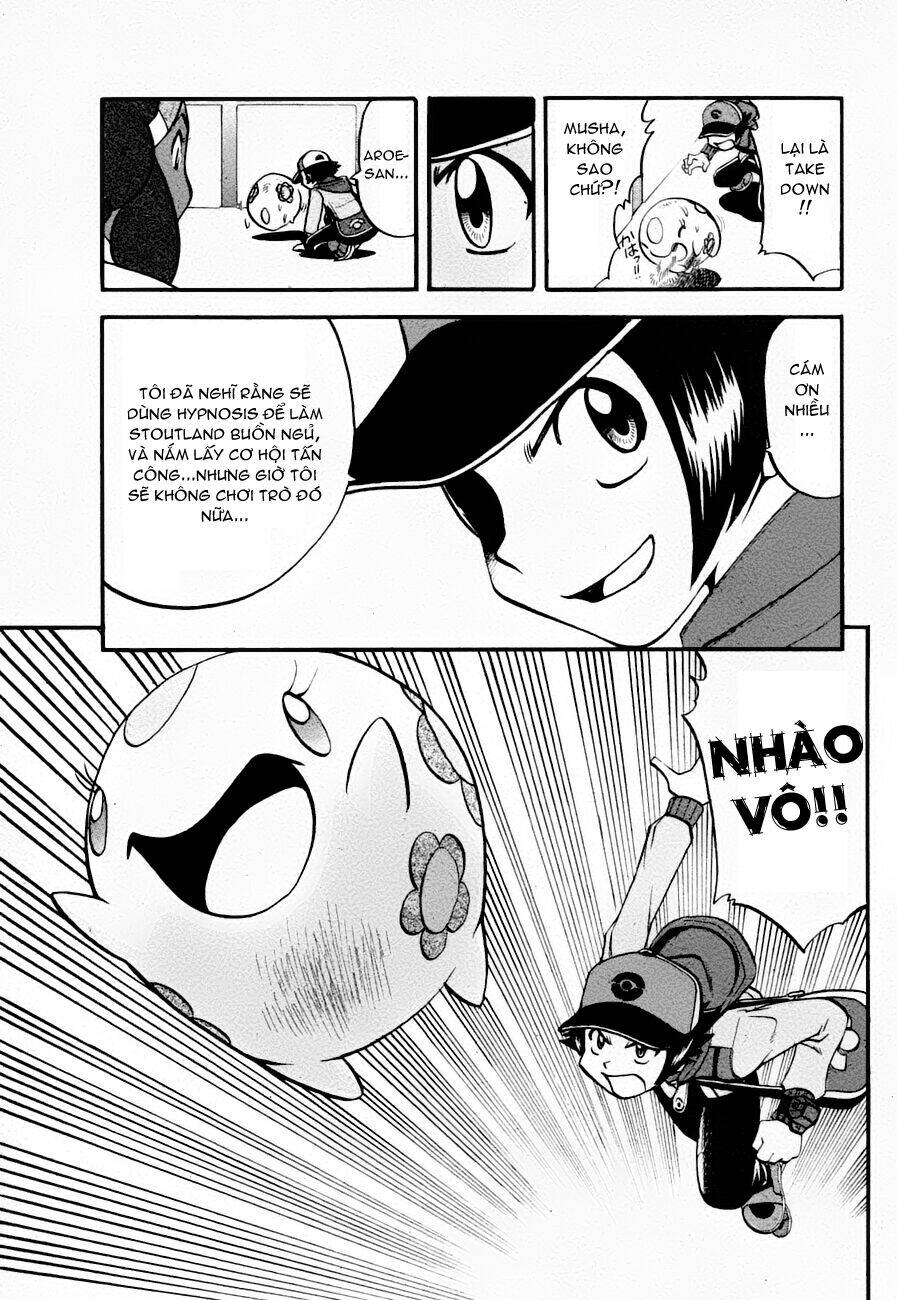 LẠI LÀ
TAKE
DOWN
!!
MUSHA,
KHÔNG
SAO
CHỨ?!
AROE-
SAN...
CÁM
ƠN
NHIỀU
...
TÔI ĐÃ NGHĨ RẰNG SẼ
DÙNG HYPNOSIS ĐỂ LÀM
STOUTLAND BUỒN NGỦ,
VÀ NẮM LẤY CƠ HỘI TẤN
CÔNG...NHƯNG GIỜ TÔI
SẼ KHÔNG CHƠI TRÒ ĐÓ
NỮA...
NHÀO
VÔ!!